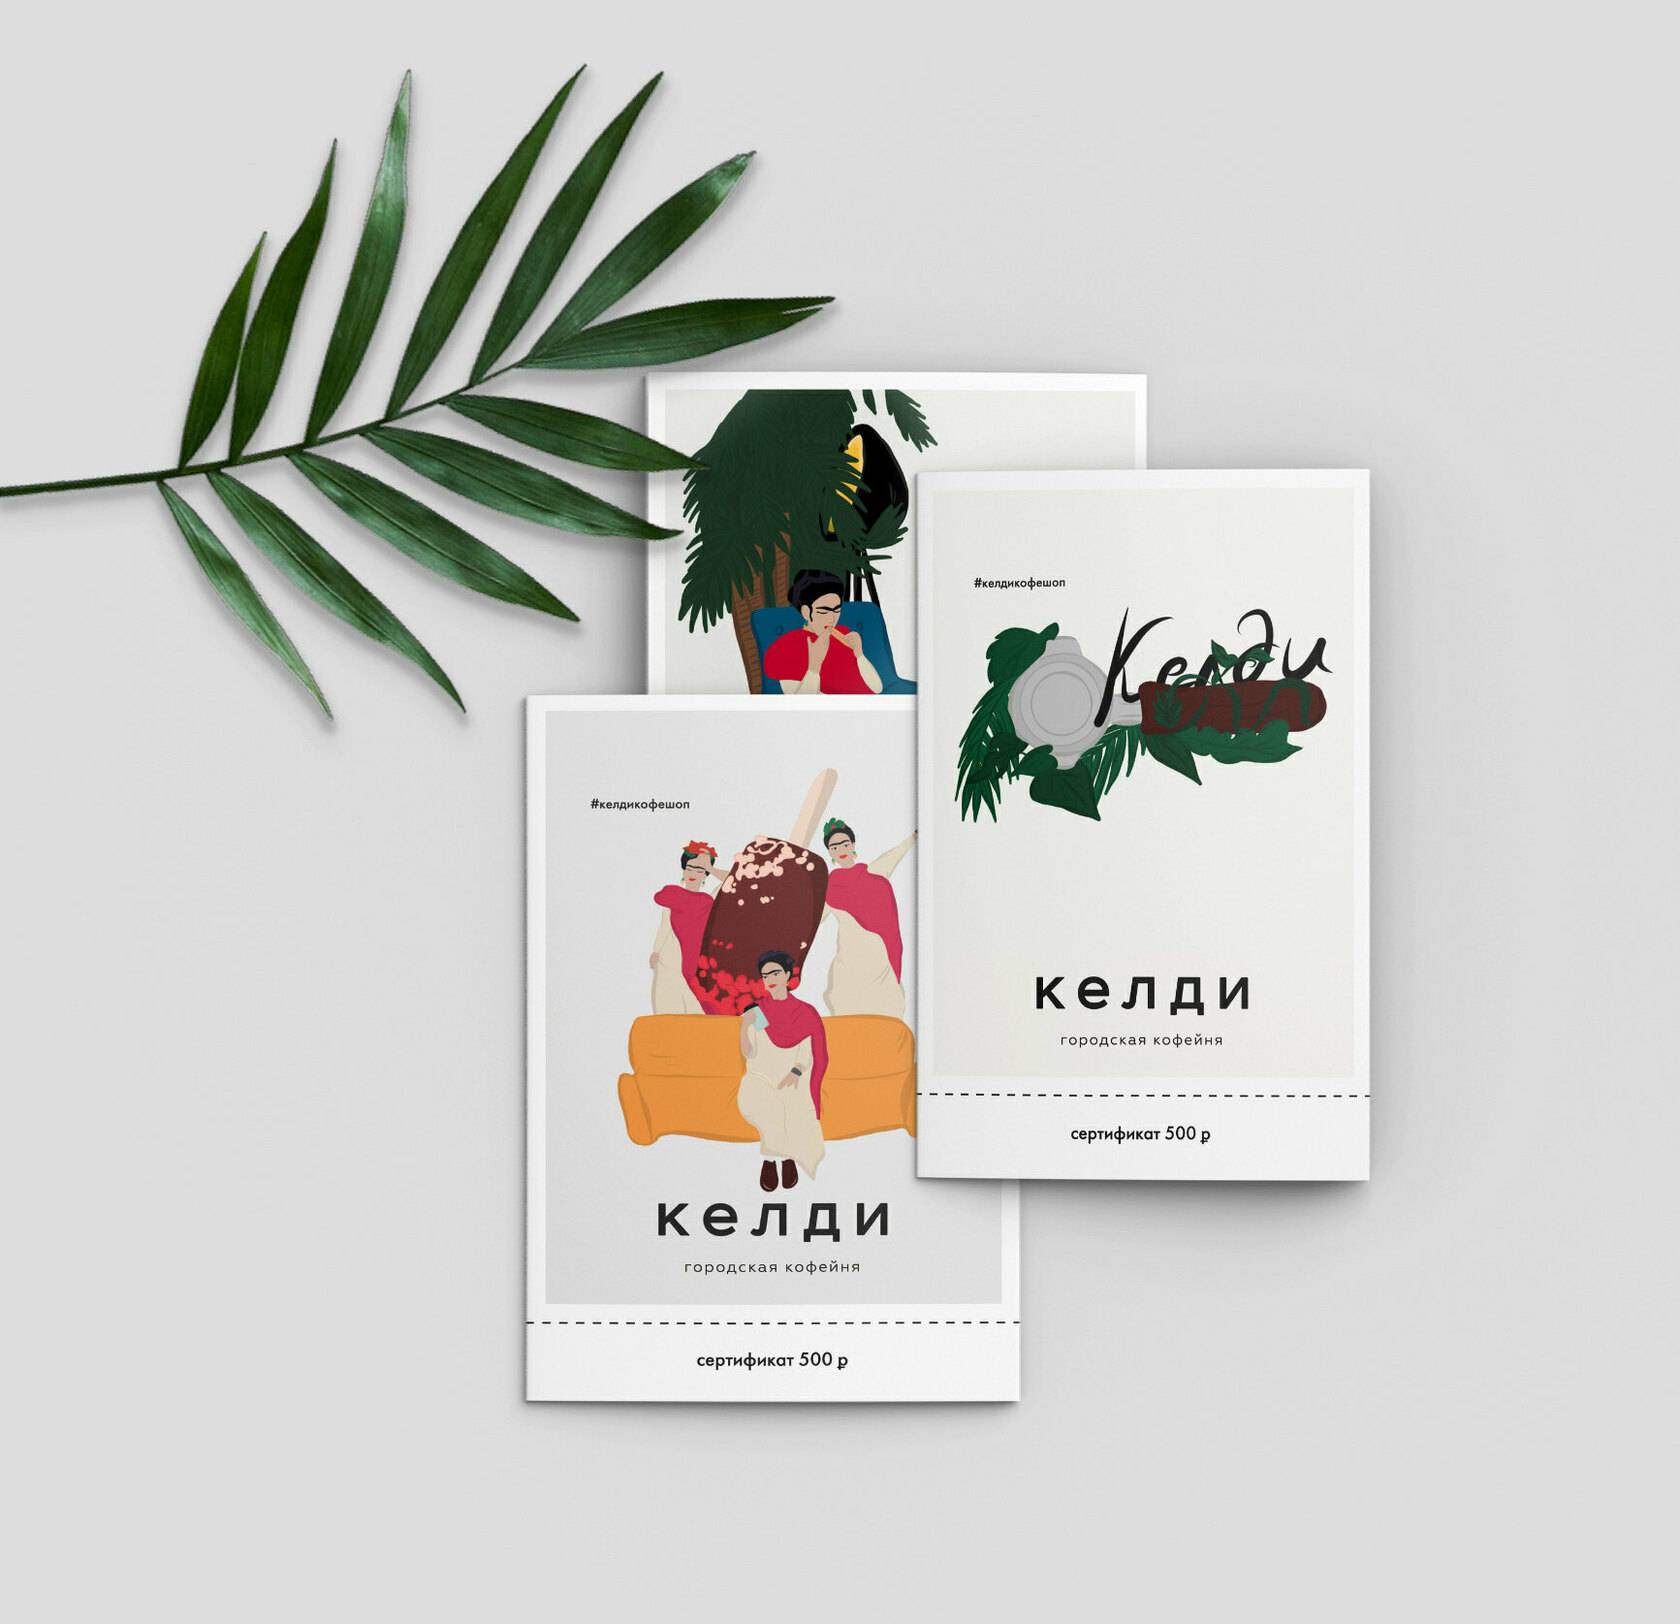 #келдикофешоп
Келди
келди
городская кофейня
сертификат 500 ₽
#келдикофешоп
келди
городская кофейня
сертификат 500 ₽